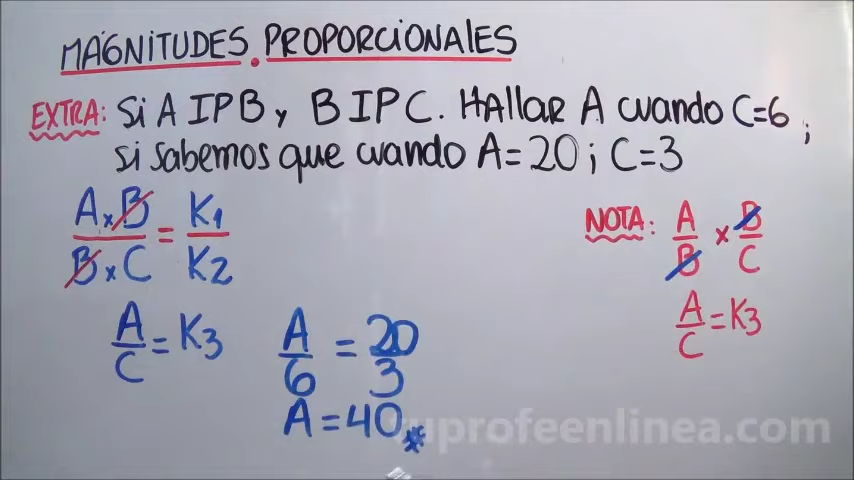 MAGNITUDES PROPORCIONALES
EXTRA: Si A IP B y B IP C. Hallar A cuando C=6 ;
si sabemos que cuando A=20 ; C=3
A x B / B x C = K1 / K2
A / C = K3
A / 6 = 20 / 3
A = 40
NOTA: A / B x B / C
A / C = K3
tuprofeenlinea.com